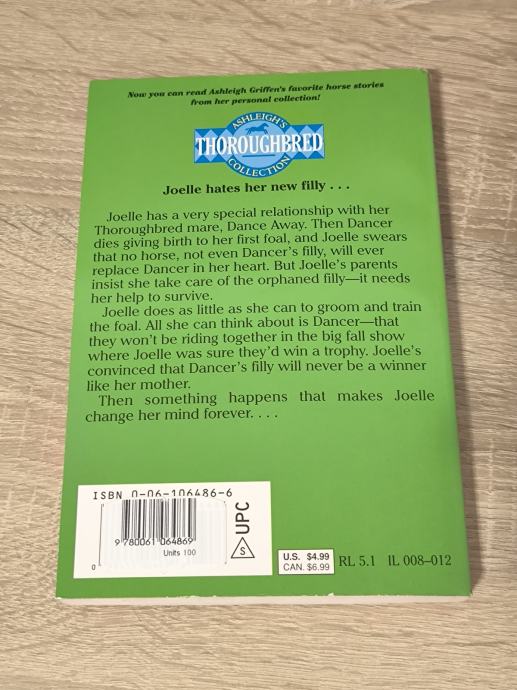 Now you can read Ashleigh Griffen's favorite horse stories
from her personal collection!
ASHLEIGH'S
THOROUGHBRED
COLLECTION
Joelle hates her new filly . . .
Joelle has a very special relationship with her
Thoroughbred mare, Dance Away. Then Dancer
dies giving birth to her first foal, and Joelle swears
that no horse, not even Dancer's filly, will ever
replace Dancer in her heart. But Joelle's parents
insist she take care of the orphaned filly—it needs
her help to survive.
Joelle does as little as she can to groom and train
the foal. All she can think about is Dancer—that
they won't be riding together in the big fall show
where Joelle was sure they'd win a trophy. Joelle's
convinced that Dancer's filly will never be a winner
like her mother.
Then something happens that makes Joelle
change her mind forever. . . .
ISBN 0-06-106486-6
9 780061 064869
Units 100
0
S
UPC
U.S. $4.99
CAN. $6.99
RL 5.1 IL 008–012